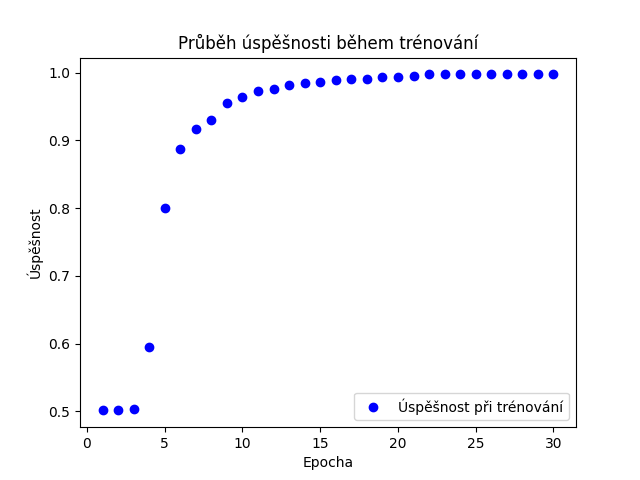 Průběh úspěšnosti během trénování
1.0
0.9
0.8
0.7
0.6
0.5
Úspěšnost
Úspěšnost při trénování
0 5 10 15 20 25 30
Epocha